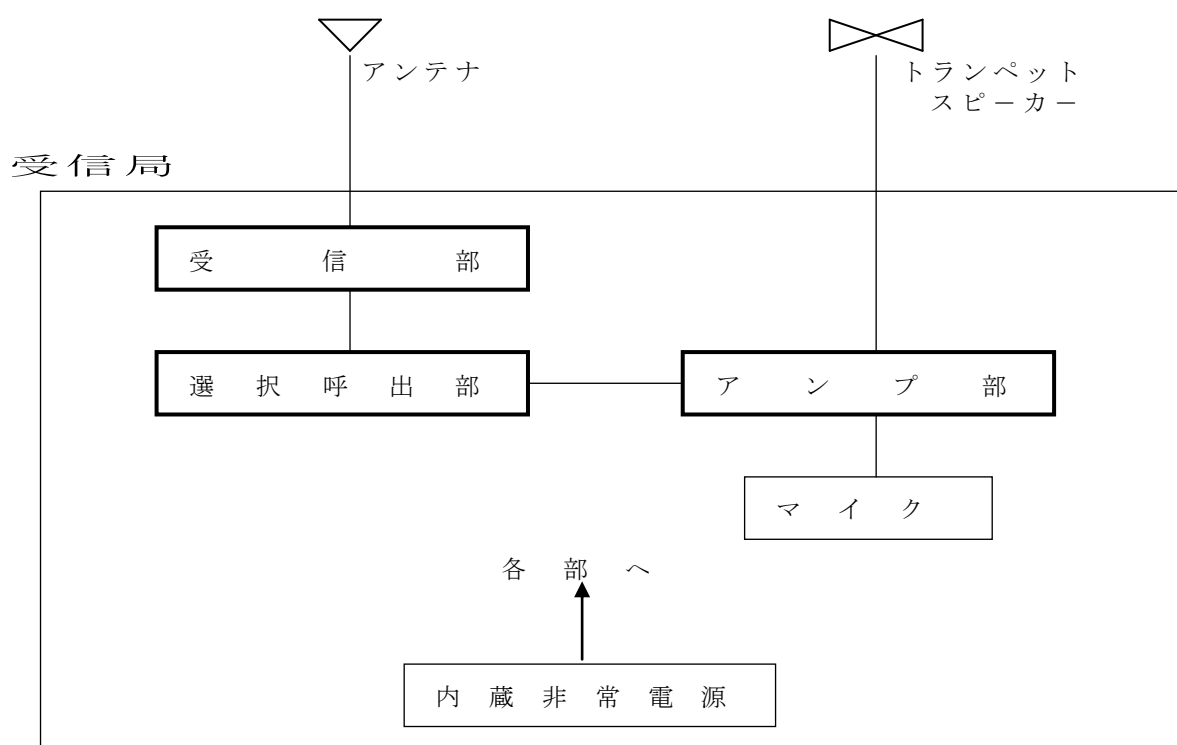 アンテナ
トランペット
スピーカー
受信局
受信部
選択呼出部
アンプ部
マイク
各部へ
内蔵非常電源